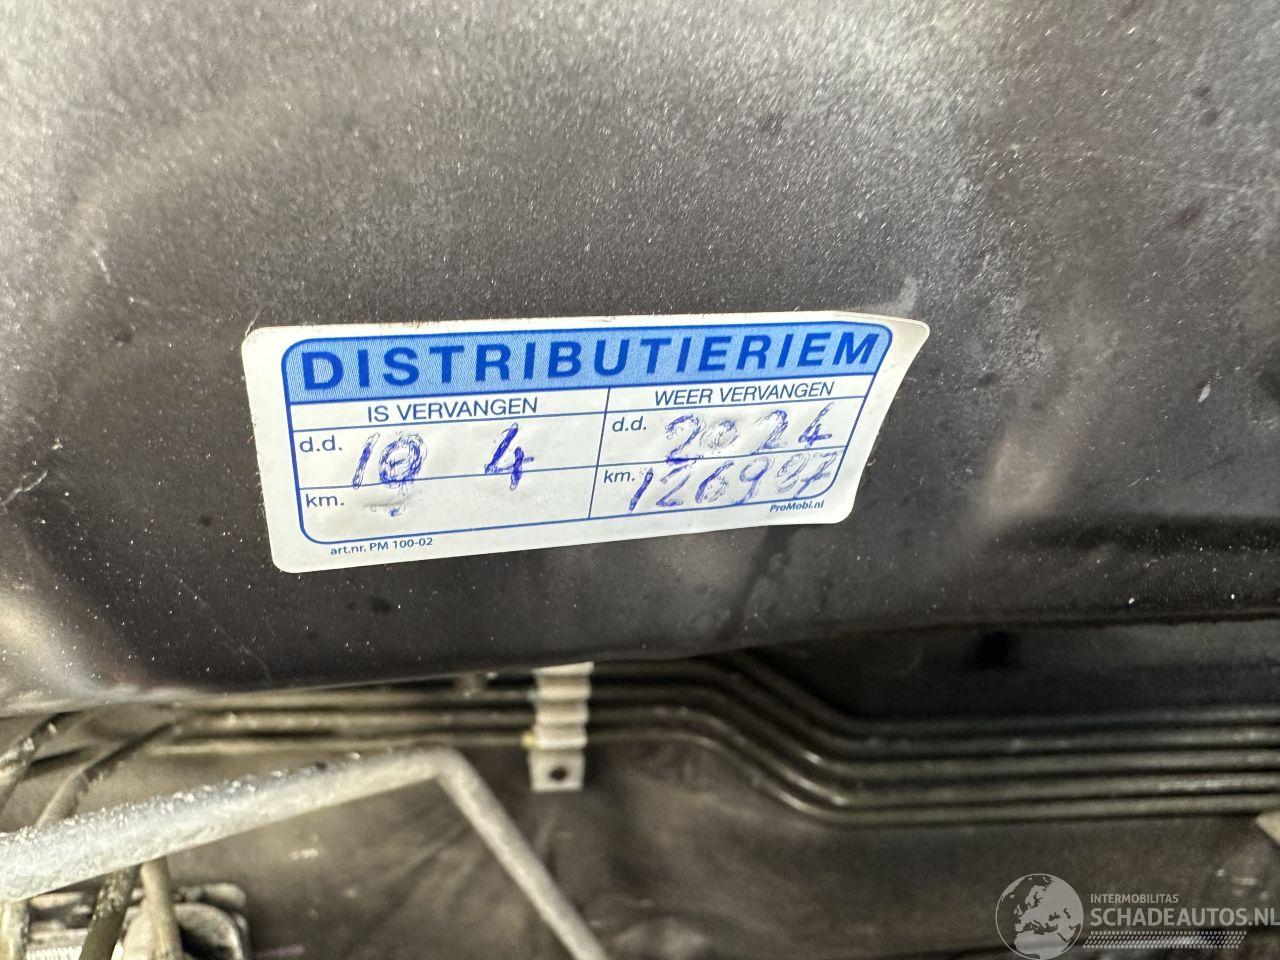 DISTRIBUTIERIEM
IS VERVANGEN
WEER VERVANGEN
d.d. 10 4
d.d. 2024
km.
km. 126997
art.nr. PM 100-02
ProMobi.nl
INTERMOBILITAS
SCHADEAUTOS.NL